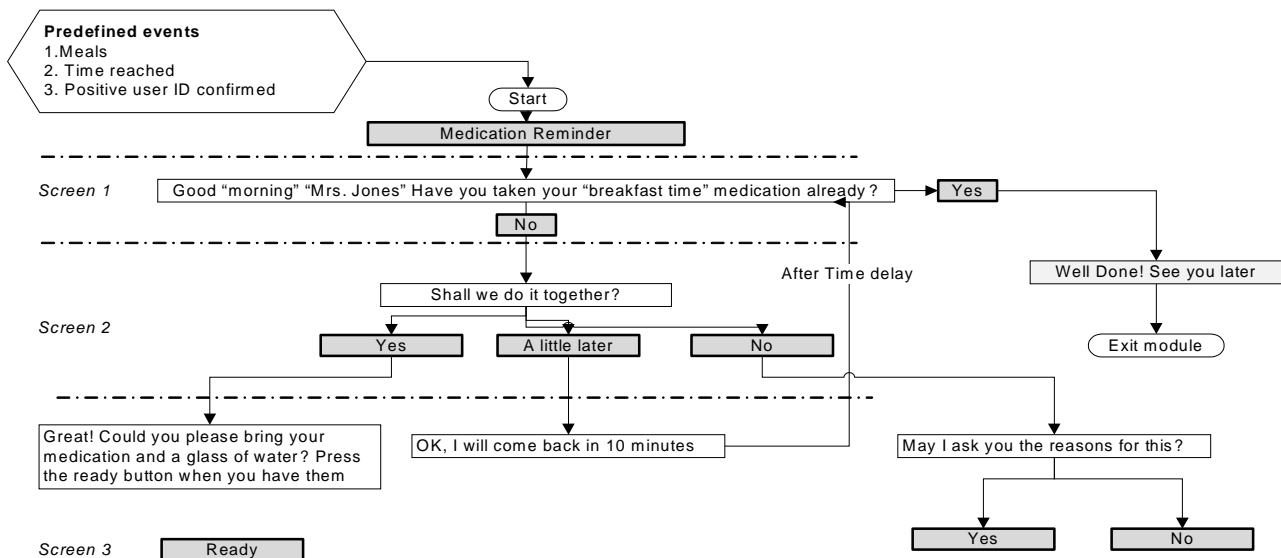 Predefined events
1.Meals
2. Time reached
3. Positive user ID confirmed
Start
Medication Reminder
Screen 1
Good “morning” “Mrs. Jones” Have you taken your “breakfast time” medication already?
Yes
No
After Time delay
Well Done! See you later
Shall we do it together?
Screen 2
Yes
A little later
No
Exit module
Great! Could you please bring your
medication and a glass of water? Press
the ready button when you have them
OK, I will come back in 10 minutes
May I ask you the reasons for this?
Yes
No
Screen 3
Ready